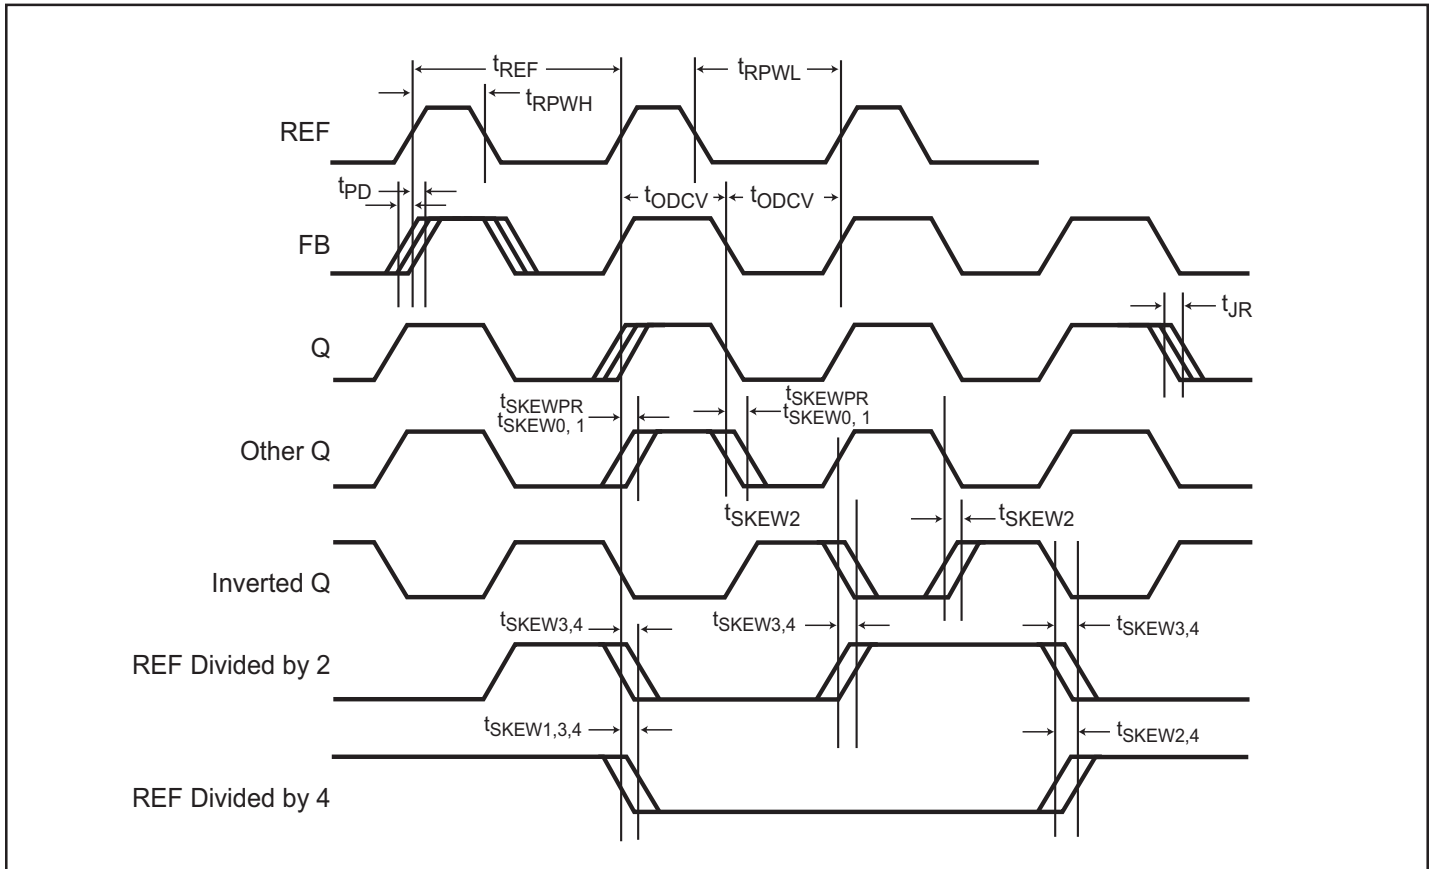 tREF
tRPWL
tRPWH
REF
tPD
tODCV
tODCV
FB
tJR
Q
tSKEWPR
tSKEW0, 1
tSKEWPR
tSKEW0, 1
Other Q
tSKEW2
tSKEW2
Inverted Q
tSKEW3,4
tSKEW3,4
tSKEW3,4
REF Divided by 2
tSKEW1,3,4
tSKEW2,4
REF Divided by 4